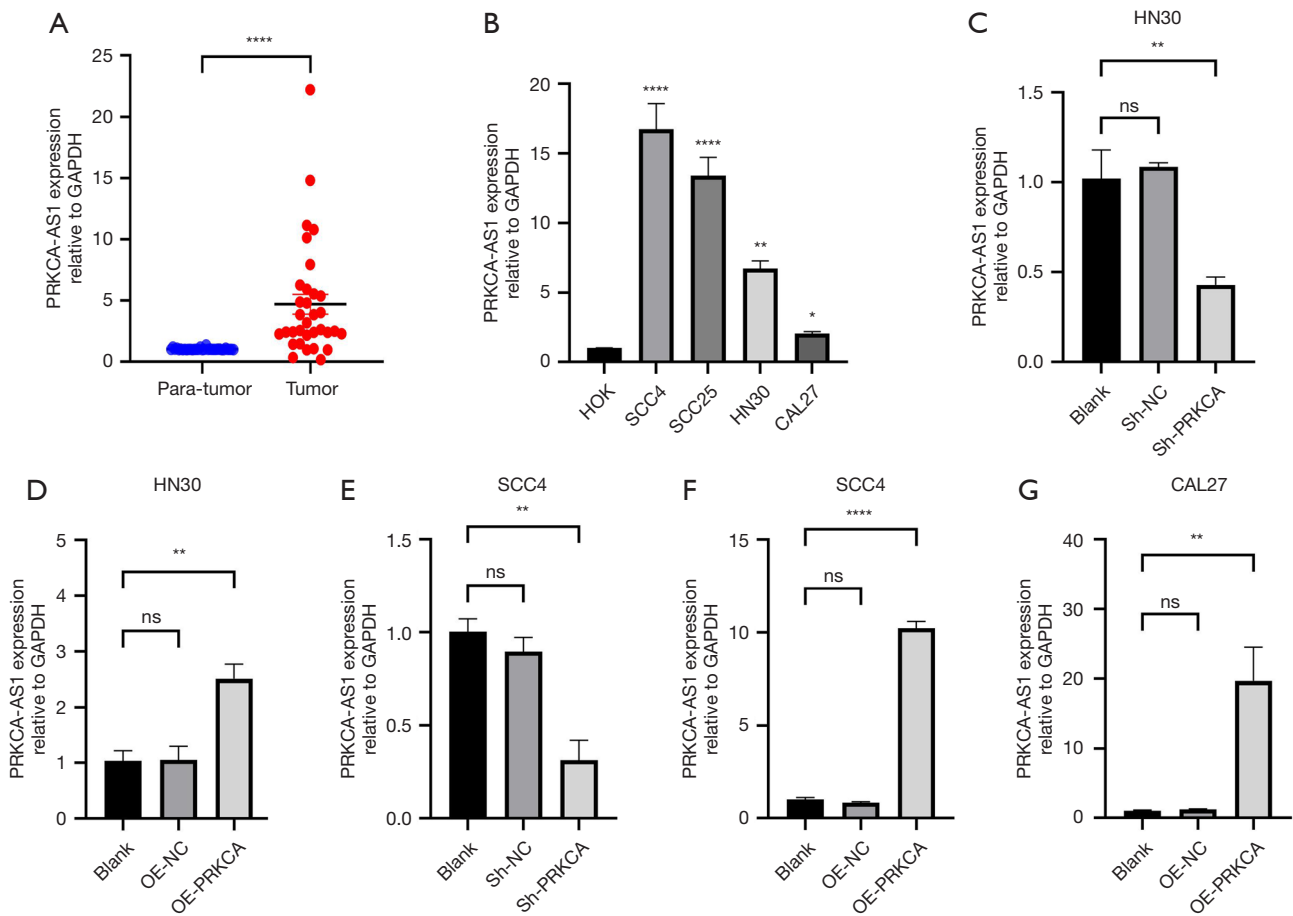 A
PRKCA-AS1 expression
relative to GAPDH
25
20
15
10
5
0
****
Para-tumor
Tumor
B
PRKCA-AS1 expression
relative to GAPDH
20
15
10
5
0
****
****
**
*
HOK
SCC4
SCC25
HN30
CAL27
C
HN30
PRKCA-AS1 expression
relative to GAPDH
1.5
1.0
0.5
0.0
**
ns
Blank
Sh-NC
Sh-PRKCA
D
HN30
PRKCA-AS1 expression
relative to GAPDH
5
4
3
2
1
0
**
ns
Blank
OE-NC
OE-PRKCA
E
SCC4
PRKCA-AS1 expression
relative to GAPDH
1.5
1.0
0.5
0.0
**
ns
Blank
Sh-NC
Sh-PRKCA
F
SCC4
PRKCA-AS1 expression
relative to GAPDH
15
10
5
0
****
ns
Blank
OE-NC
OE-PRKCA
G
CAL27
PRKCA-AS1 expression
relative to GAPDH
40
30
20
10
0
**
ns
Blank
OE-NC
OE-PRKCA